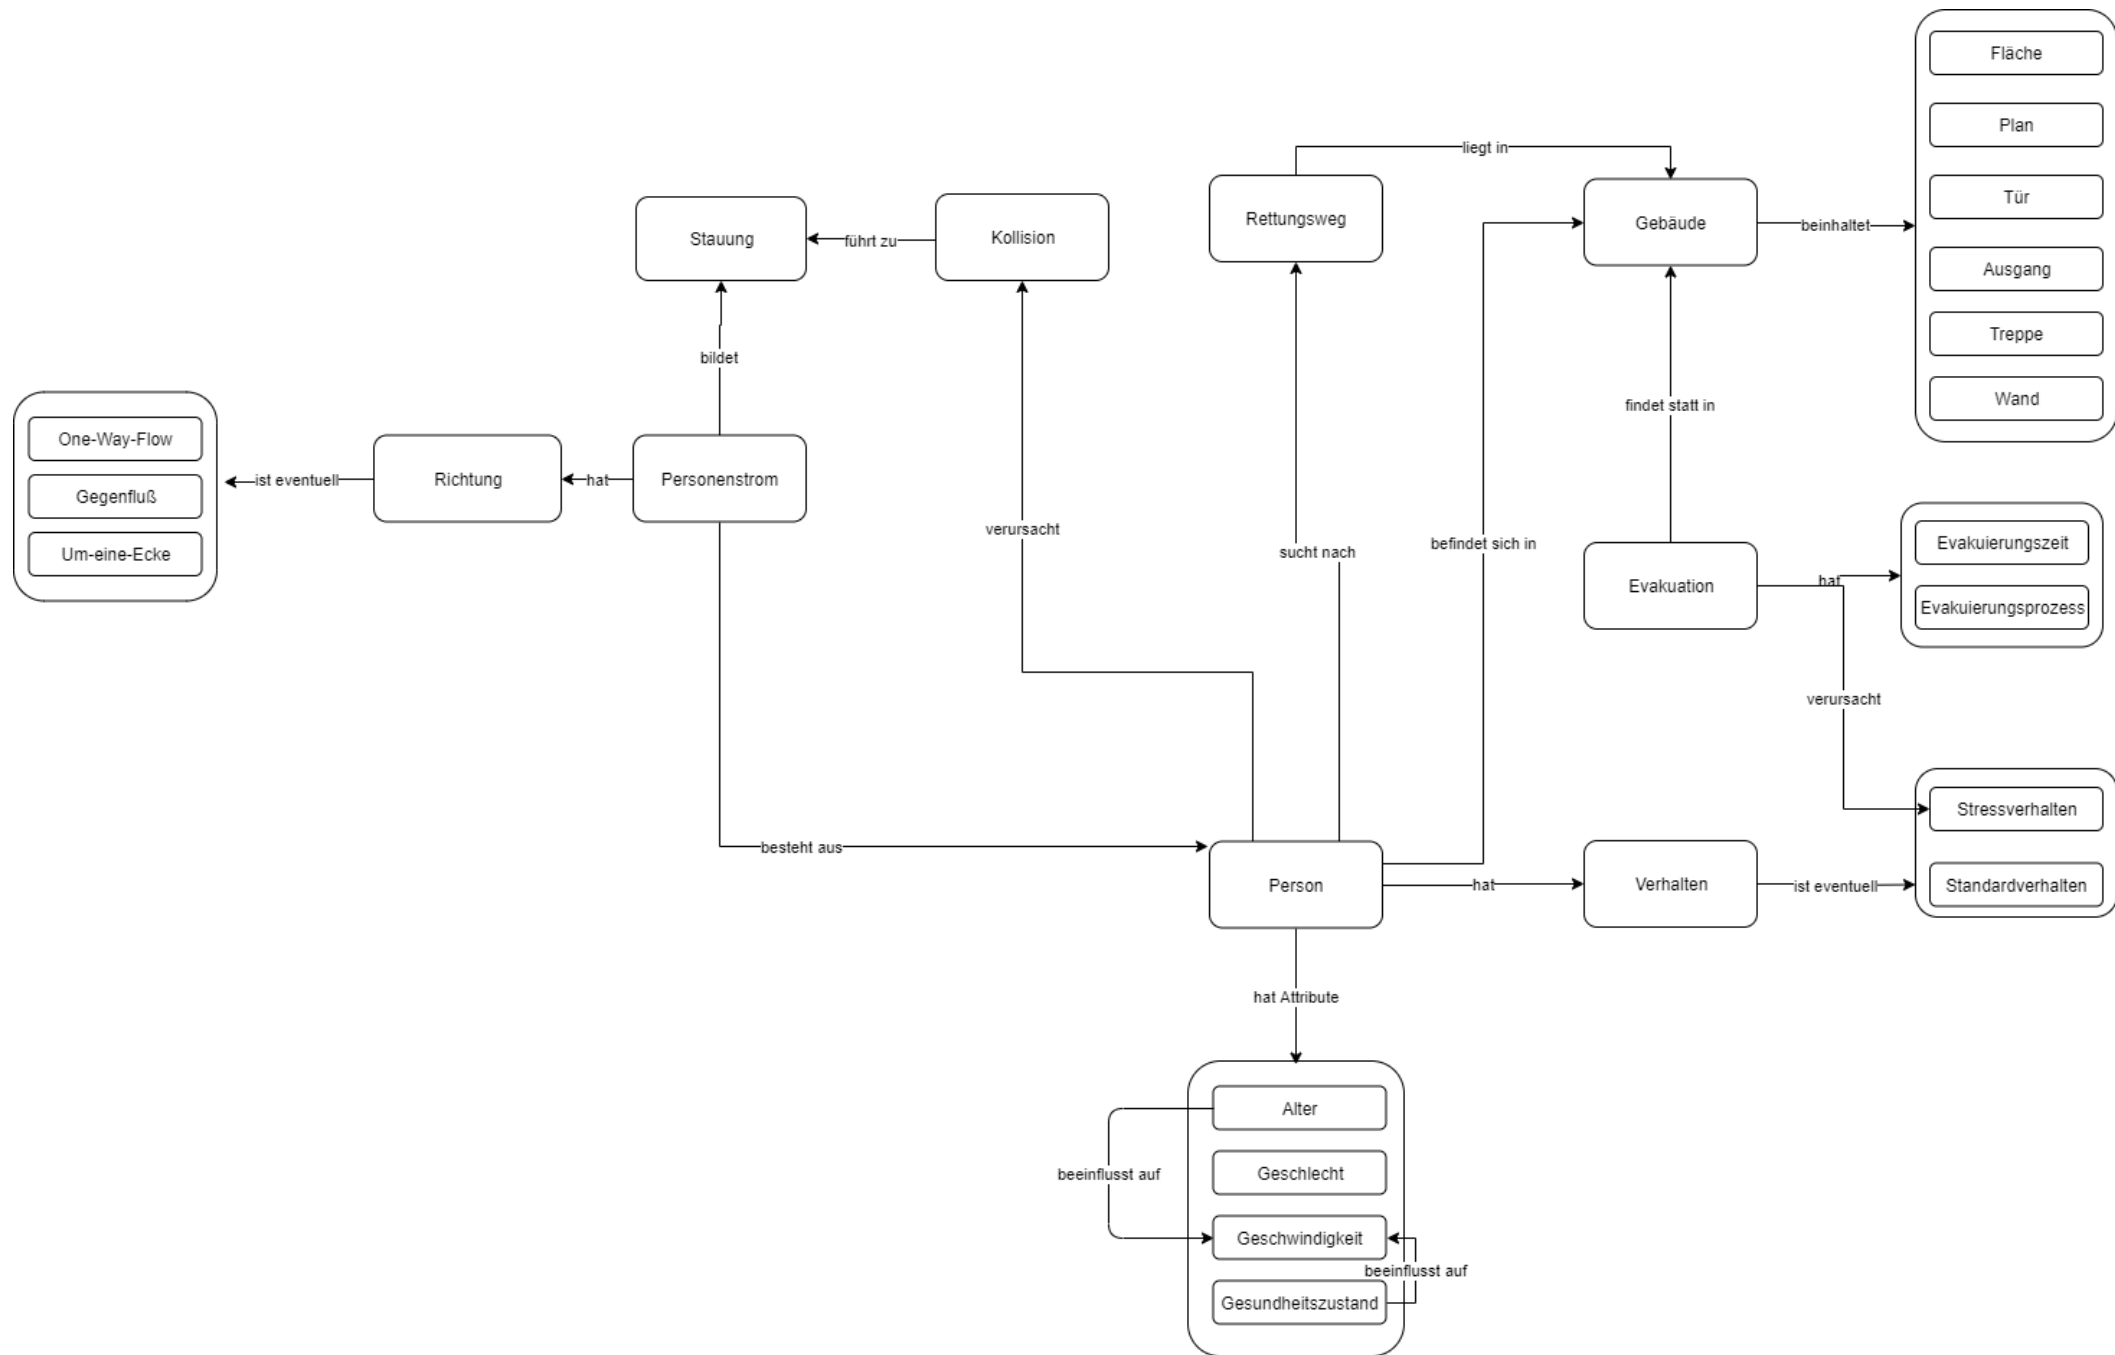 Fläche
Plan
liegt in
Tür
Rettungsweg
Gebäude
beinhaltet
Stauung
führt zu
Kollision
Ausgang
Treppe
bildet
Wand
findet statt in
One-Way-Flow
Richtung
Personenstrom
ist eventuell
hat
Gegenfluß
Um-eine-Ecke
verursacht
sucht nach
befindet sich in
Evakuation
hat
Evakuierungszeit
Evakuierungsprozess
verursacht
Stressverhalten
besteht aus
Person
hat
Verhalten
ist eventuell
Standardverhalten
hat Attribute
Alter
beeinflusst auf
Geschlecht
Geschwindigkeit
beeinflusst auf
Gesundheitszustand